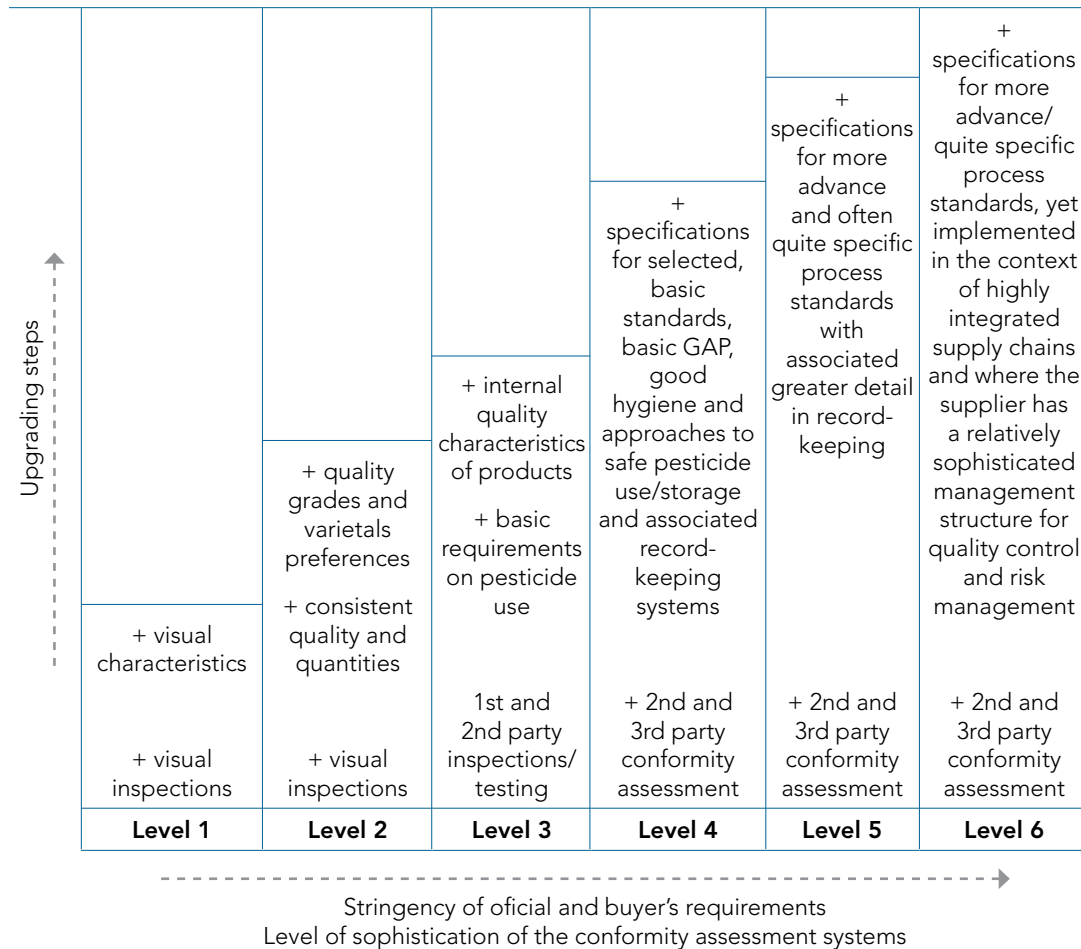 Upgrading steps
+ visual
characteristics
+ visual
inspections
Level 1
+ quality
grades and
varietals
preferences
+ consistent
quality and
quantities
+ visual
inspections
Level 2
+ internal
quality
characteristics
of products
+ basic
requirements
on pesticide
use
1st and
2nd party
inspections/
testing
Level 3
+
specifications
for selected,
basic
standards,
basic GAP,
good
hygiene and
approaches to
safe pesticide
use/storage
and associated
record-
keeping
systems
+ 2nd and
3rd party
conformity
assessment
Level 4
+
specifications
for more
advance
and often
quite specific
process
standards
with
associated
greater detail
in record-
keeping
+ 2nd and
3rd party
conformity
assessment
Level 5
+
specifications
for more
advance/
quite specific
process
standards, yet
implemented
in the context
of highly
integrated
supply chains
and where the
supplier has
a relatively
sophisticated
management
structure for
quality control
and risk
management
+ 2nd and
3rd party
conformity
assessment
Level 6
Stringency of oficial and buyer's requirements
Level of sophistication of the conformity assessment systems